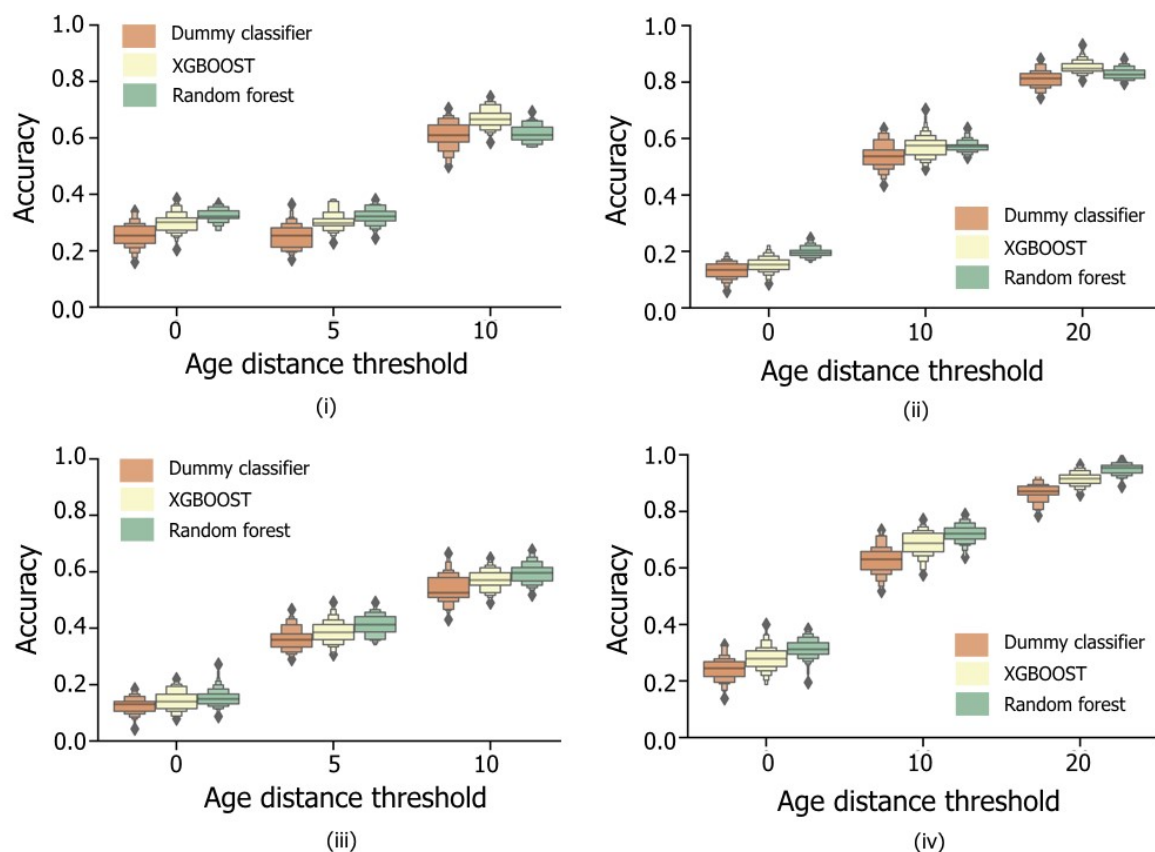 1.0
0.8
0.6
0.4
0.2
0.0
Accuracy
Dummy classifier
XGBOOST
Random forest
0 5 10
Age distance threshold
(i)
1.0
0.8
0.6
0.4
0.2
0.0
Accuracy
Dummy classifier
XGBOOST
Random forest
0 10 20
Age distance threshold
(ii)
1.0
0.8
0.6
0.4
0.2
0.0
Accuracy
Dummy classifier
XGBOOST
Random forest
0 5 10
Age distance threshold
(iii)
1.0
0.8
0.6
0.4
0.2
0.0
Accuracy
Dummy classifier
XGBOOST
Random forest
0 10 20
Age distance threshold
(iv)